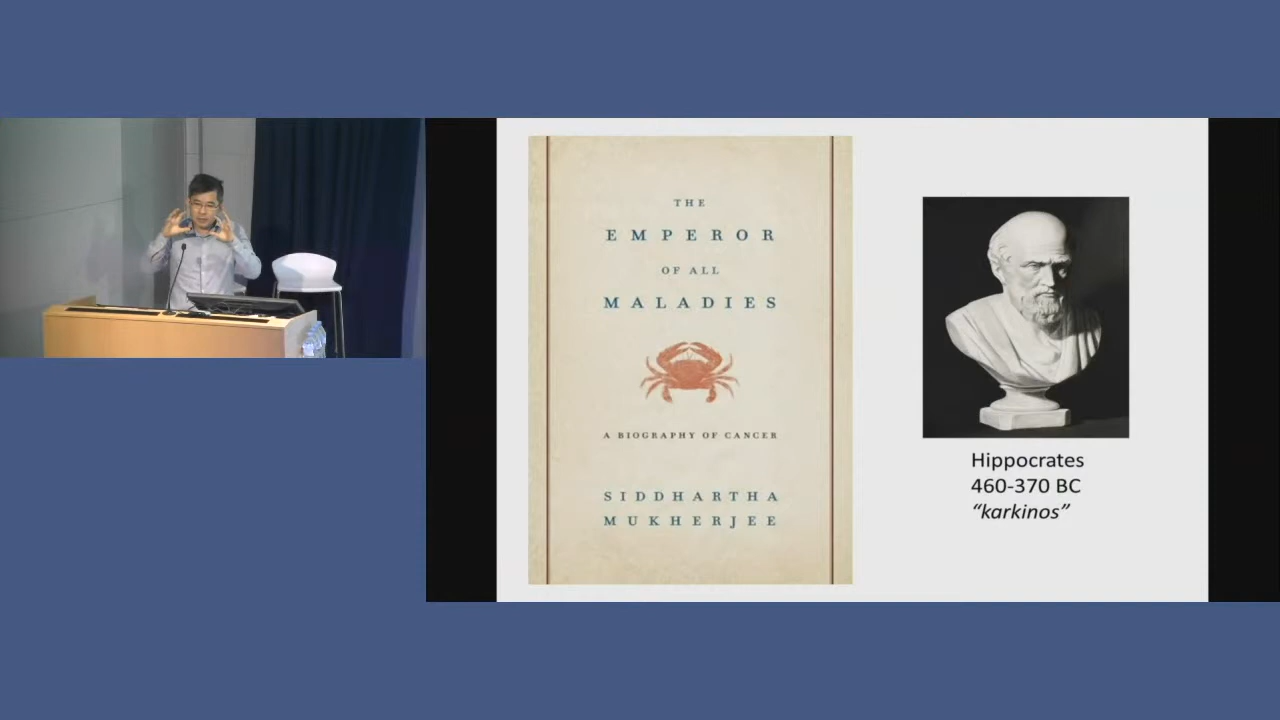 THE
EMPEROR
OF ALL
MALADIES
A BIOGRAPHY OF CANCER
SIDDHARTHA
MUKHERJEE
Hippocrates
460-370 BC
“karkinos”